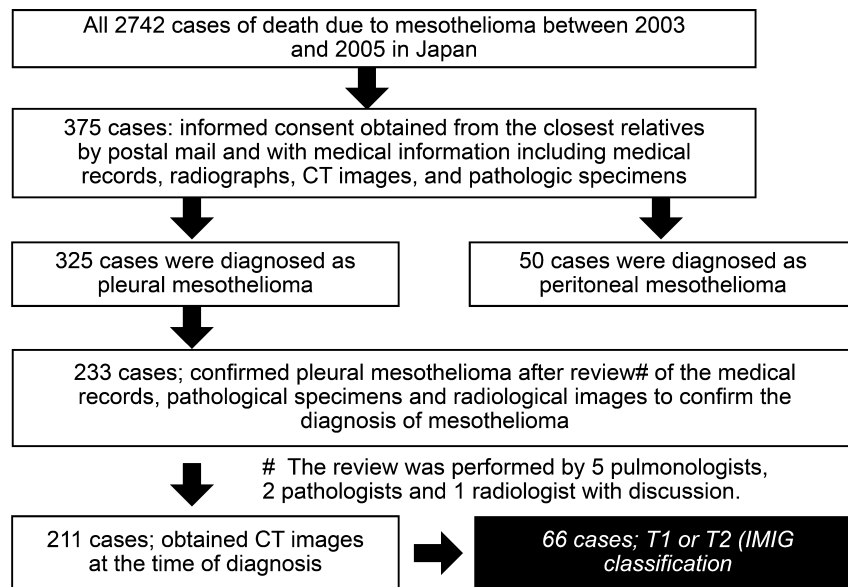 All 2742 cases of death due to mesothelioma between 2003
and 2005 in Japan
375 cases: informed consent obtained from the closest relatives
by postal mail and with medical information including medical
records, radiographs, CT images, and pathologic specimens
325 cases were diagnosed as
pleural mesothelioma
50 cases were diagnosed as
peritoneal mesothelioma
233 cases; confirmed pleural mesothelioma after review# of the medical
records, pathological specimens and radiological images to confirm the
diagnosis of mesothelioma
# The review was performed by 5 pulmonologists,
2 pathologists and 1 radiologist with discussion.
211 cases; obtained CT images
at the time of diagnosis
66 cases; T1 or T2 (IMIG
classification